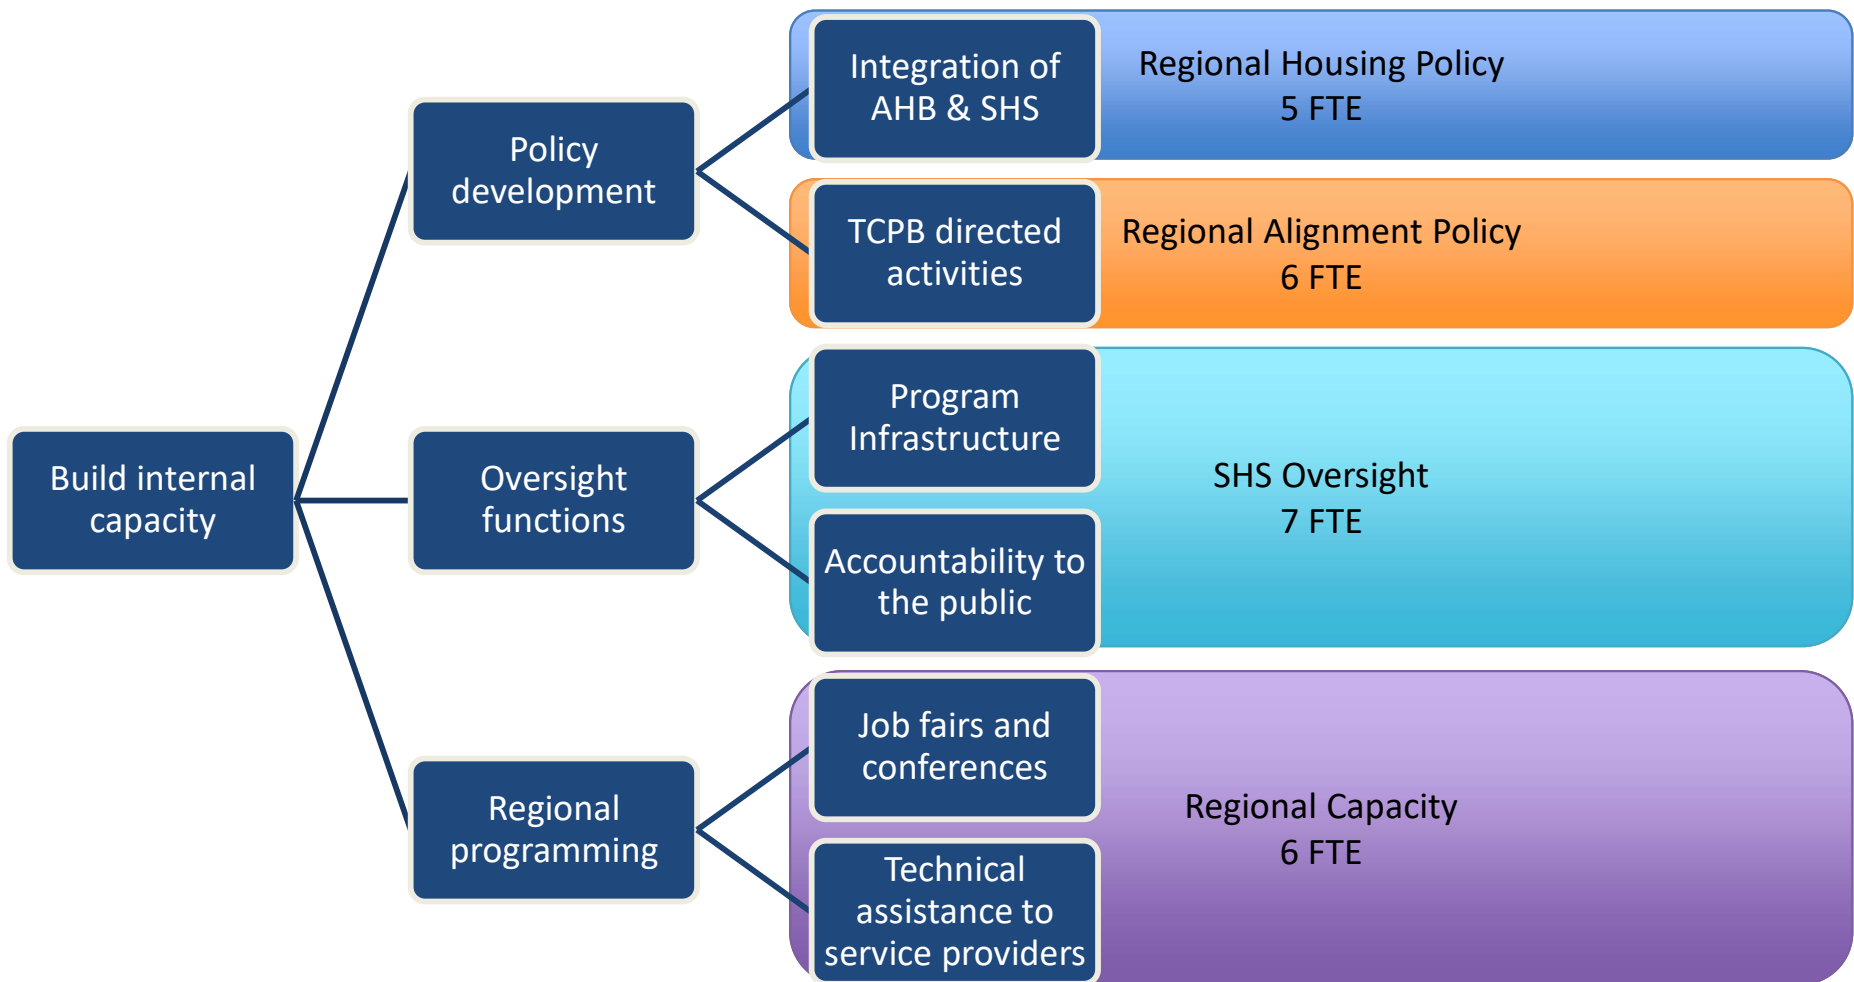 Build internal
capacity
Policy
development
Oversight
functions
Regional
programming
Integration of
AHB & SHS
Regional Housing Policy
5 FTE
TCPB directed
activities
Regional Alignment Policy
6 FTE
Program
Infrastructure
Accountability to
the public
SHS Oversight
7 FTE
Job fairs and
conferences
Technical
assistance to
service providers
Regional Capacity
6 FTE